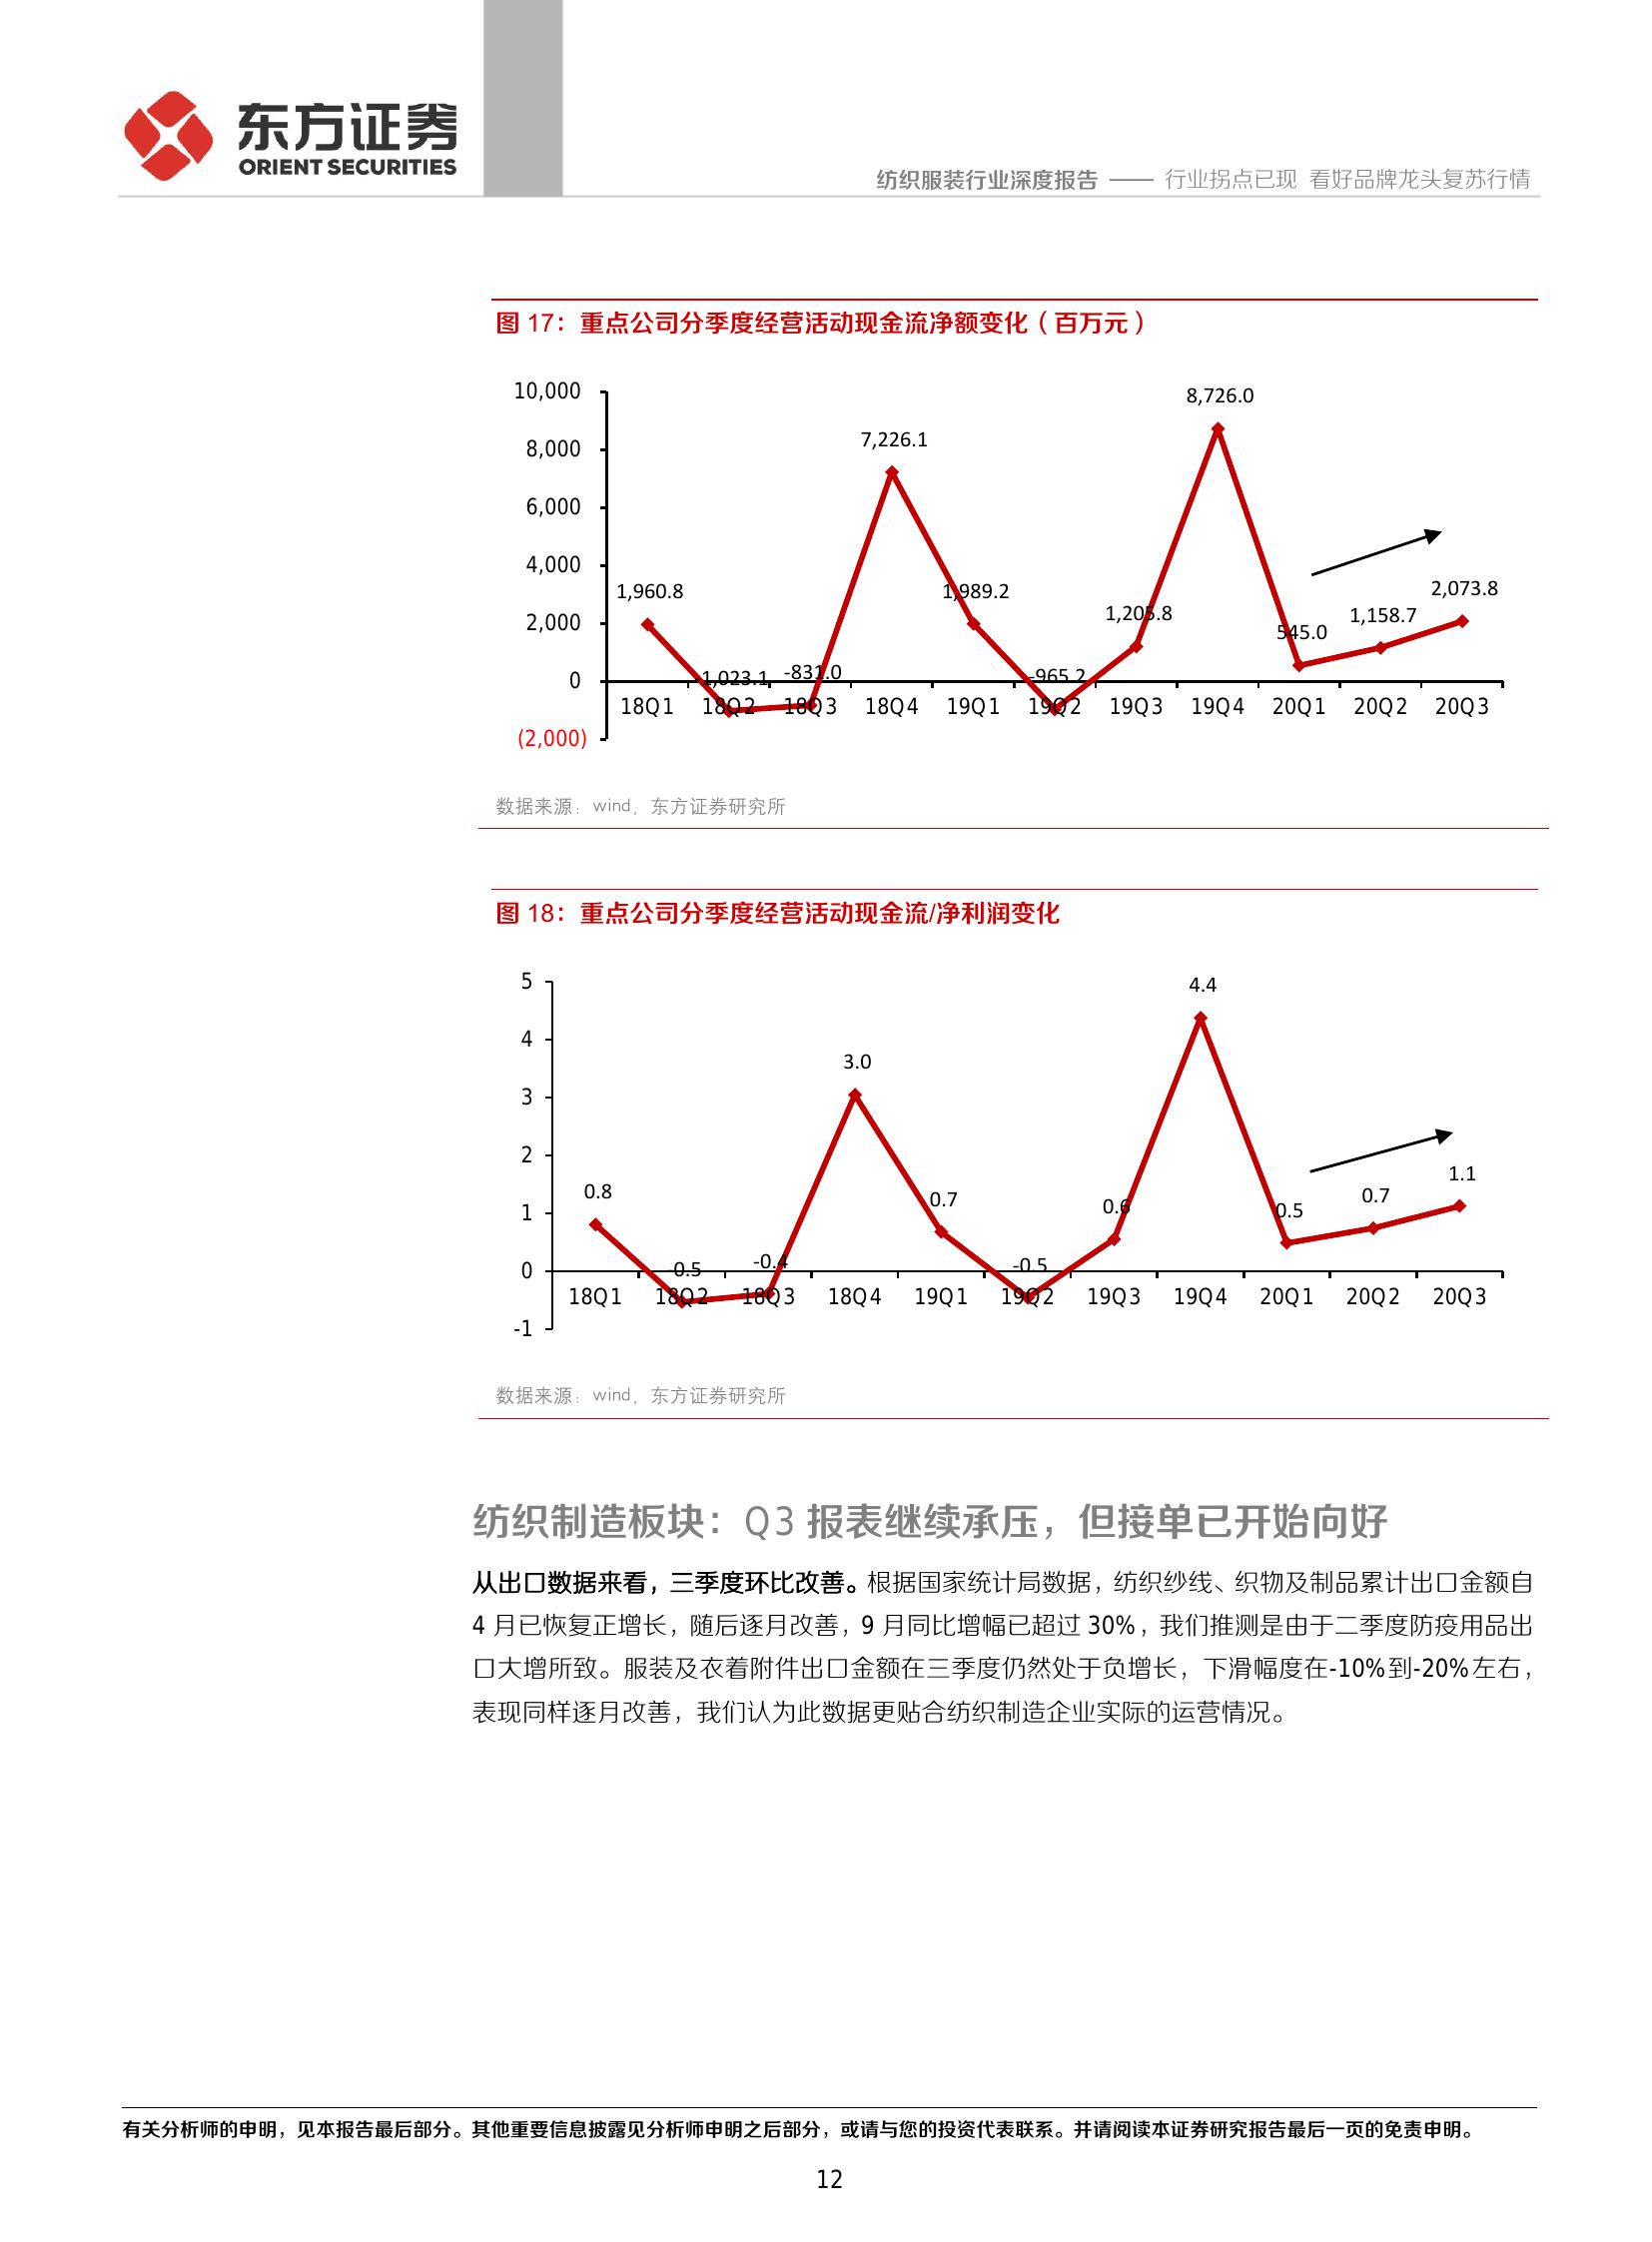 东方证券
ORIENT SECURITIES
纺织服装行业深度报告 —— 行业拐点已现 看好品牌龙头复苏行情
图 17：重点公司分季度经营活动现金流净额变化（百万元）
10,000
8,000
6,000
4,000
2,000
0
(2,000)
1,960.8
-1,023.1
-831.0
7,226.1
1,989.2
-965.2
1,205.8
8,726.0
545.0
1,158.7
2,073.8
18Q1 18Q2 18Q3 18Q4 19Q1 19Q2 19Q3 19Q4 20Q1 20Q2 20Q3
数据来源：wind，东方证券研究所
图 18：重点公司分季度经营活动现金流/净利润变化
5
4
3
2
1
0
-1
0.8
-0.5
-0.4
3.0
0.7
-0.5
0.6
4.4
0.5
0.7
1.1
18Q1 18Q2 18Q3 18Q4 19Q1 19Q2 19Q3 19Q4 20Q1 20Q2 20Q3
数据来源：wind，东方证券研究所
纺织制造板块：Q3 报表继续承压，但接单已开始向好
从出口数据来看，三季度环比改善。根据国家统计局数据，纺织纱线、织物及制品累计出口金额自
4 月已恢复正增长，随后逐月改善，9 月同比增幅已超过 30%，我们推测是由于二季度防疫用品出
口大增所致。服装及衣着附件出口金额在三季度仍然处于负增长，下滑幅度在-10%到-20%左右，
表现同样逐月改善，我们认为此数据更贴合纺织制造企业实际的运营情况。
有关分析师的申明，见本报告最后部分。其他重要信息披露见分析师申明之后部分，或请与您的投资代表联系。并请阅读本证券研究报告最后一页的免责申明。
12